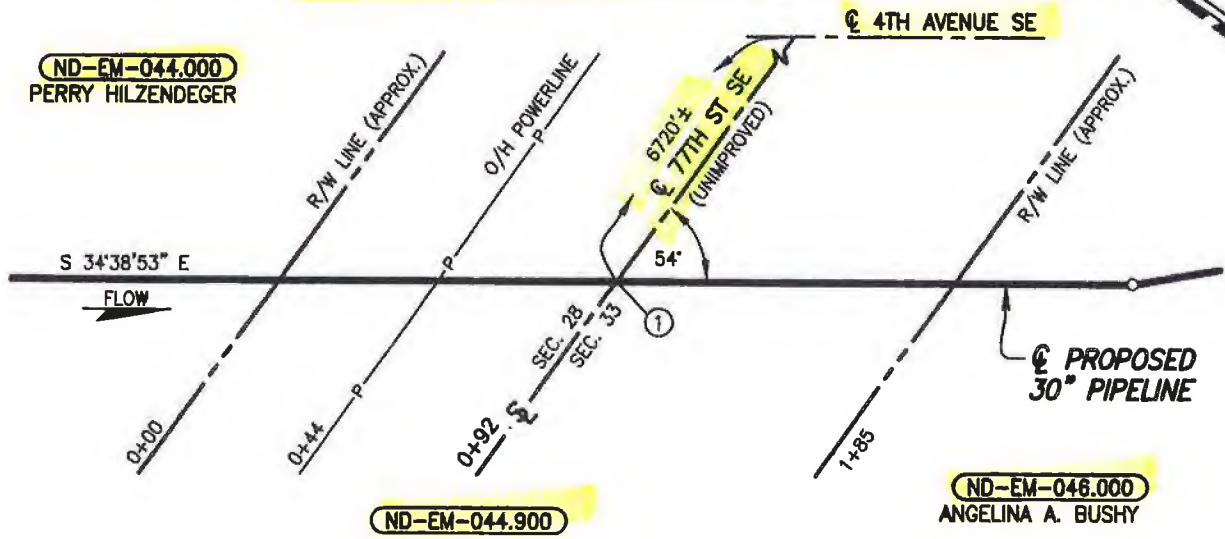 ℄ 4TH AVENUE SE
ND-EM-044.000
PERRY HILZENDEGER
R/W LINE (APPROX.)
O/H POWERLINE
P
6720'±
℄ 77TH ST SE
(UNIMPROVED)
R/W LINE (APPROX.)
S 34°38'53" E
FLOW
P
54°
SEC. 28
SEC. 33
1
℄ PROPOSED
30" PIPELINE
P
0+00
0+44
0+92
1+85
ND-EM-044.900
ND-EM-046.000
ANGELINA A. BUSHY